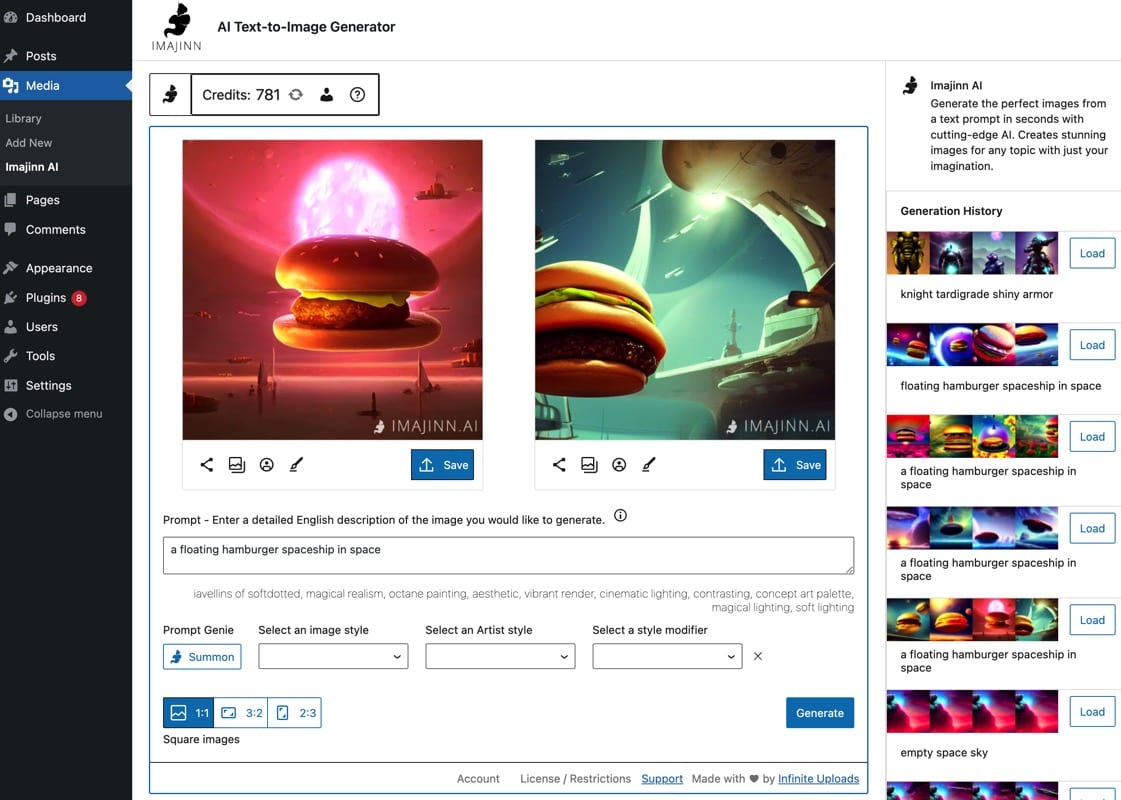 Dashboard
Posts
Media
Library
Add New
Imajinn AI
Pages
Comments
Appearance
Plugins 8
Users
Tools
Settings
Collapse menu
IMAJINN
AI Text-to-Image Generator
Credits: 781
IMAJINN.AI
Save
IMAJINN.AI
Save
Prompt - Enter a detailed English description of the image you would like to generate.
a floating hamburger spaceship in space
iavellins of softdotted, magical realism, octane painting, aesthetic, vibrant render, cinematic lighting, contrasting, concept art palette,
magical lighting, soft lighting
Prompt Genie
Select an image style
Select an Artist style
Select a style modifier
Summon
1:1
3:2
2:3
Generate
Square images
Account
License / Restrictions
Support
Made with ♥ by Infinite Uploads
Imajinn AI
Generate the perfect images from
a text prompt in seconds with
cutting-edge AI. Creates stunning
images for any topic with just your
imagination.
Generation History
Load
knight tardigrade shiny armor
Load
floating hamburger spaceship in space
Load
a floating hamburger spaceship in
space
Load
a floating hamburger spaceship in
space
Load
a floating hamburger spaceship in
space
Load
empty space sky